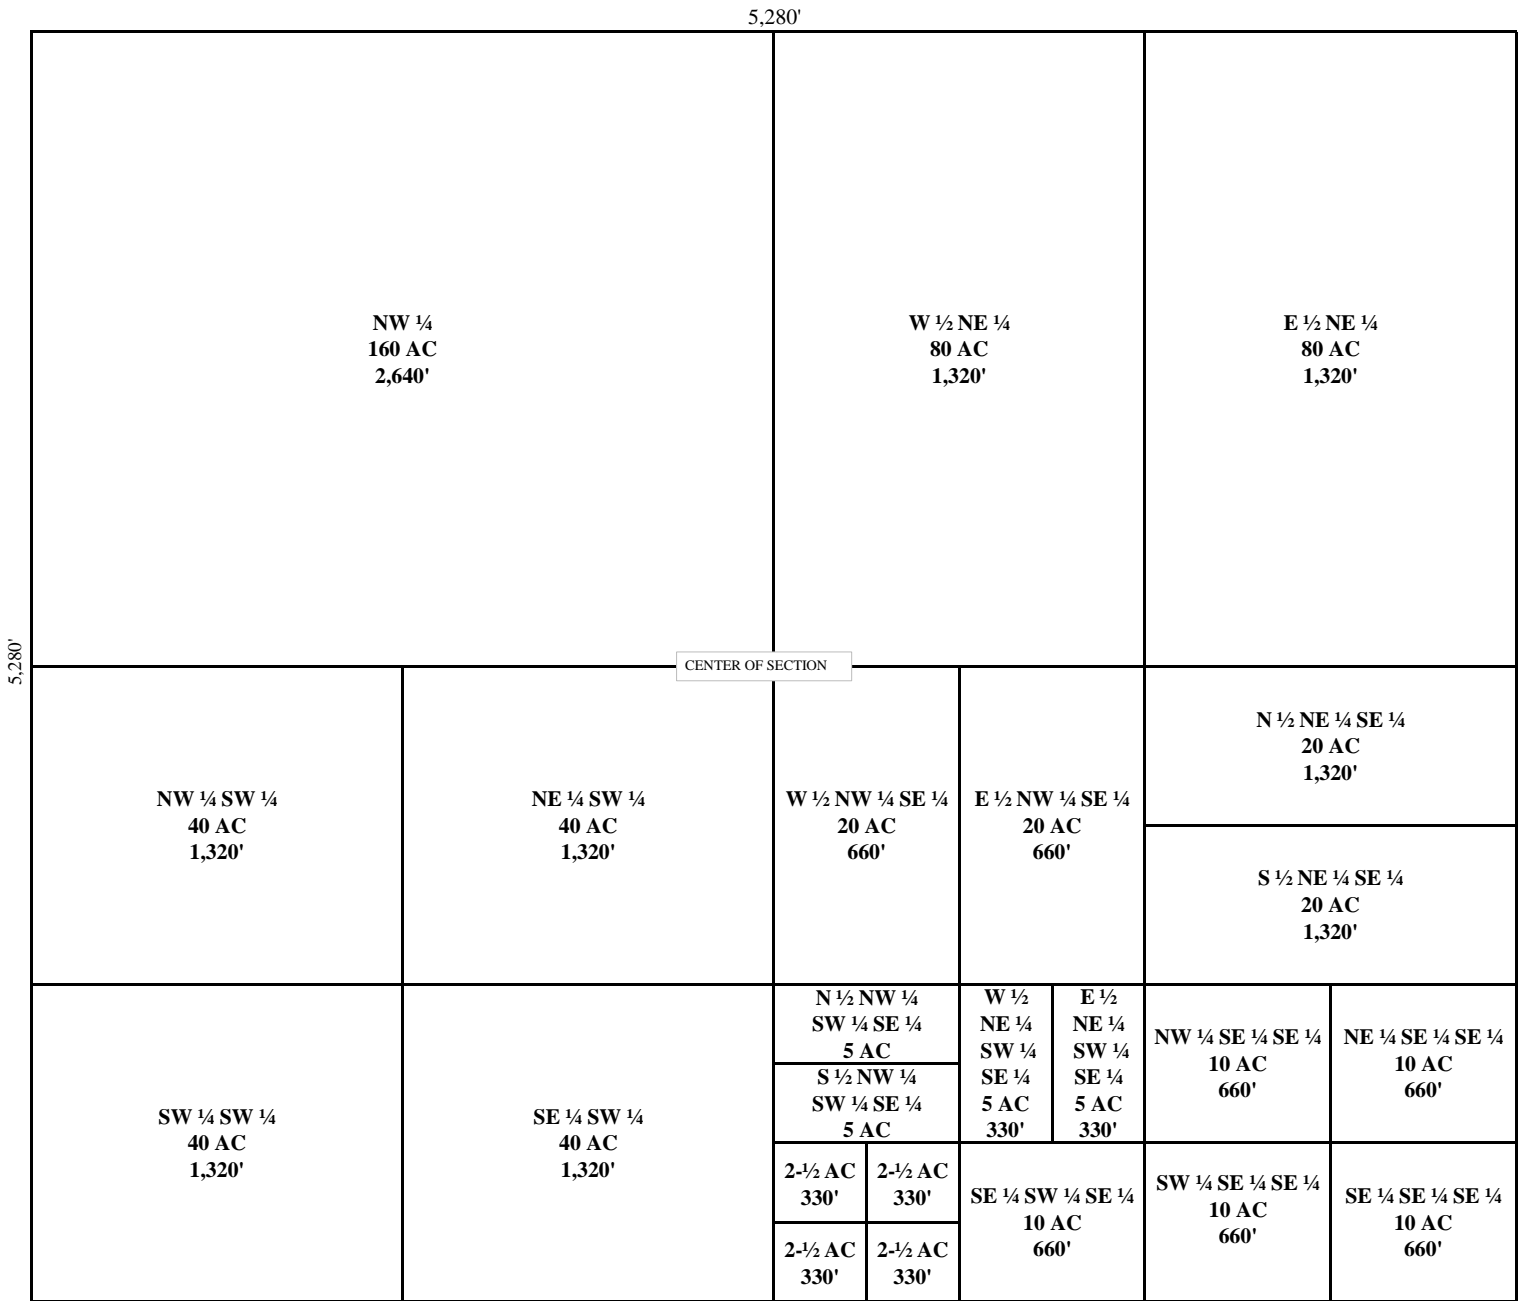 5,280'
NW ¼
160 AC
2,640'
W ½ NE ¼
80 AC
1,320'
E ½ NE ¼
80 AC
1,320'
5,280'
CENTER OF SECTION
NW ¼ SW ¼
40 AC
1,320'
NE ¼ SW ¼
40 AC
1,320'
W ½ NW ¼ SE ¼
20 AC
660'
E ½ NW ¼ SE ¼
20 AC
660'
N ½ NE ¼ SE ¼
20 AC
1,320'
S ½ NE ¼ SE ¼
20 AC
1,320'
SW ¼ SW ¼
40 AC
1,320'
SE ¼ SW ¼
40 AC
1,320'
N ½ NW ¼
SW ¼ SE ¼
5 AC
S ½ NW ¼
SW ¼ SE ¼
5 AC
W ½
NE ¼
SW ¼
SE ¼
5 AC
330'
E ½
NE ¼
SW ¼
SE ¼
5 AC
330'
NW ¼ SE ¼ SE ¼
10 AC
660'
NE ¼ SE ¼ SE ¼
10 AC
660'
2-½ AC
330'
2-½ AC
330'
2-½ AC
330'
2-½ AC
330'
SE ¼ SW ¼ SE ¼
10 AC
660'
SW ¼ SE ¼ SE ¼
10 AC
660'
SE ¼ SE ¼ SE ¼
10 AC
660'